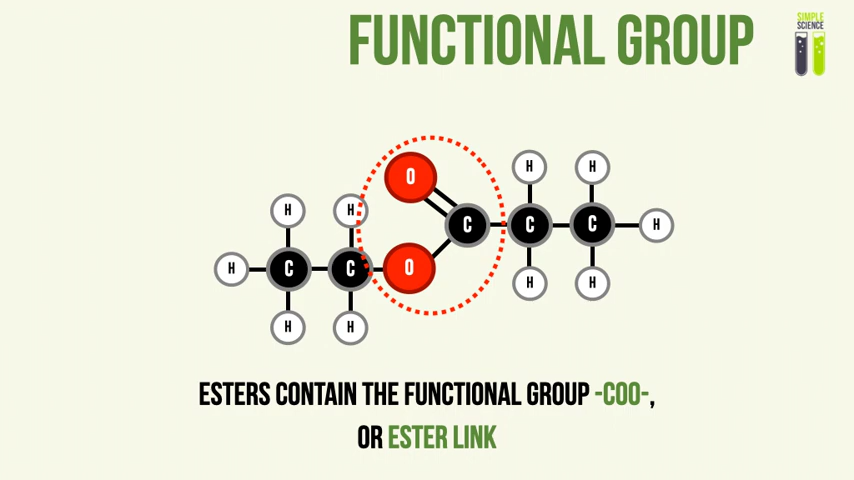 FUNCTIONAL GROUP
SIMPLE
SCIENCE
O
H
H
H
H
C
C
C
H
H
C
C
O
H
H
H
H
ESTERS CONTAIN THE FUNCTIONAL GROUP -COO-,
OR ESTER LINK